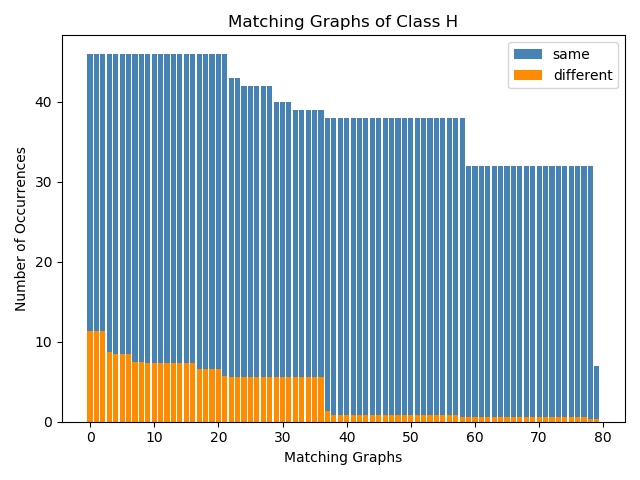 Matching Graphs of Class H
same
different
Number of Occurrences
40
30
20
10
0
0 10 20 30 40 50 60 70 80
Matching Graphs